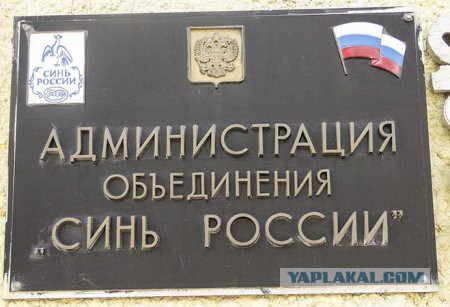 СИНЬ
РОССИИ
АДМИНИСТРАЦИЯ
ОБЪЕДИНЕНИЯ
"СИНЬ РОССИИ"
YAPLAKAL.COM